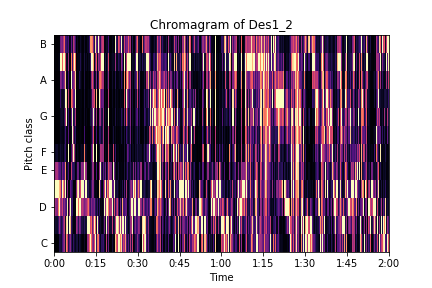 Chromagram of Des1_2
Pitch class
B
A
G
F
E
D
C
0:00 0:15 0:30 0:45 1:00 1:15 1:30 1:45 2:00
Time